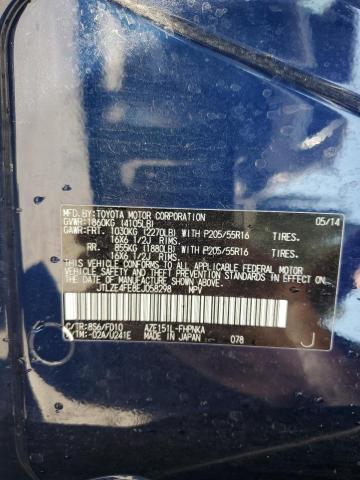 MFD.BY:TOYOTA MOTOR CORPORATION 05/14
GVWR:1860KG (4105LB)
GAWR:FRT. 1030KG (2270LB) WITH P205/55R16 TIRES.
16X6 1/2J RIMS.
RR. 855KG (1880LB) WITH P205/55R16 TIRES.
16X6 1/2J RIMS.
THIS VEHICLE CONFORMS TO ALL APPLICABLE FEDERAL MOTOR
VEHICLE SAFETY STANDARDS IN EFFECT ON THE DATE OF
MANUFACTURE SHOWN ABOVE.
JTLZE4FE8EJ058298 MPV
C/TR:8S6/FD10 AZE151L-FHPNKA
C/TM:-02A/U241E MADE IN JAPAN 078 J